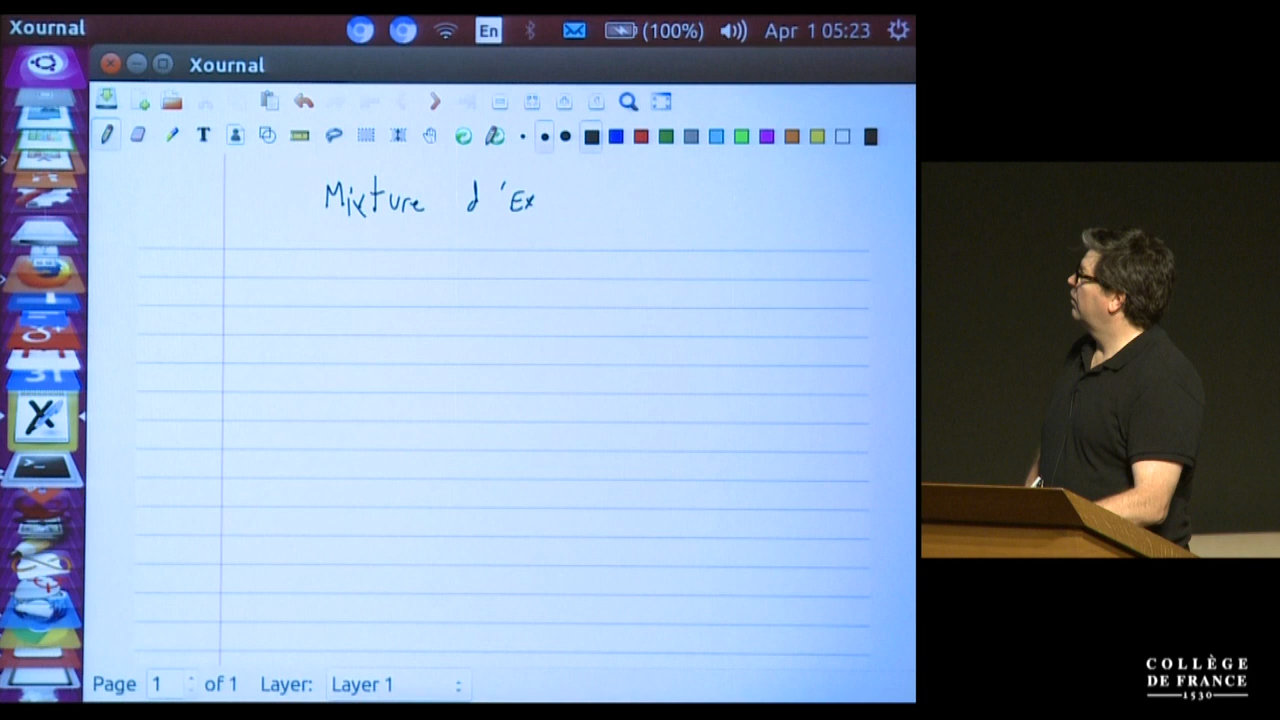 Xournal
En
(100%)
Apr 1 05:23
Xournal
T
Mixture d'Ex
31
X
Page 1 of 1 Layer: Layer 1
COLLÈGE
DE FRANCE
1530